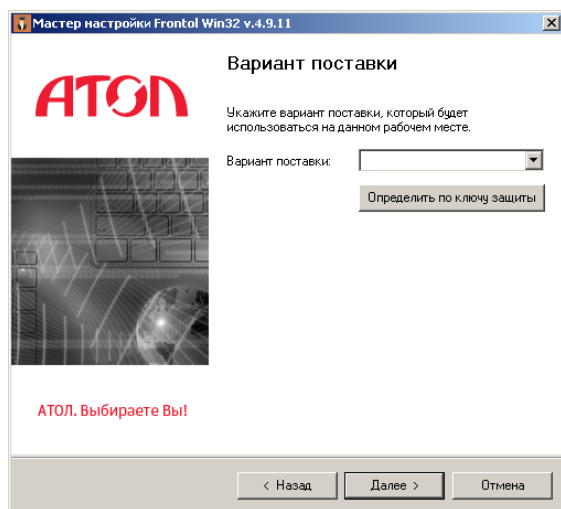 Мастер настройки Frontol Win32 v.4.9.11
АТОЛ
Вариант поставки
Укажите вариант поставки, который будет
использоваться на данном рабочем месте.
Вариант поставки:
Определить по ключу защиты
АТОЛ. Выбираете Вы!
< Назад
Далее >
Отмена